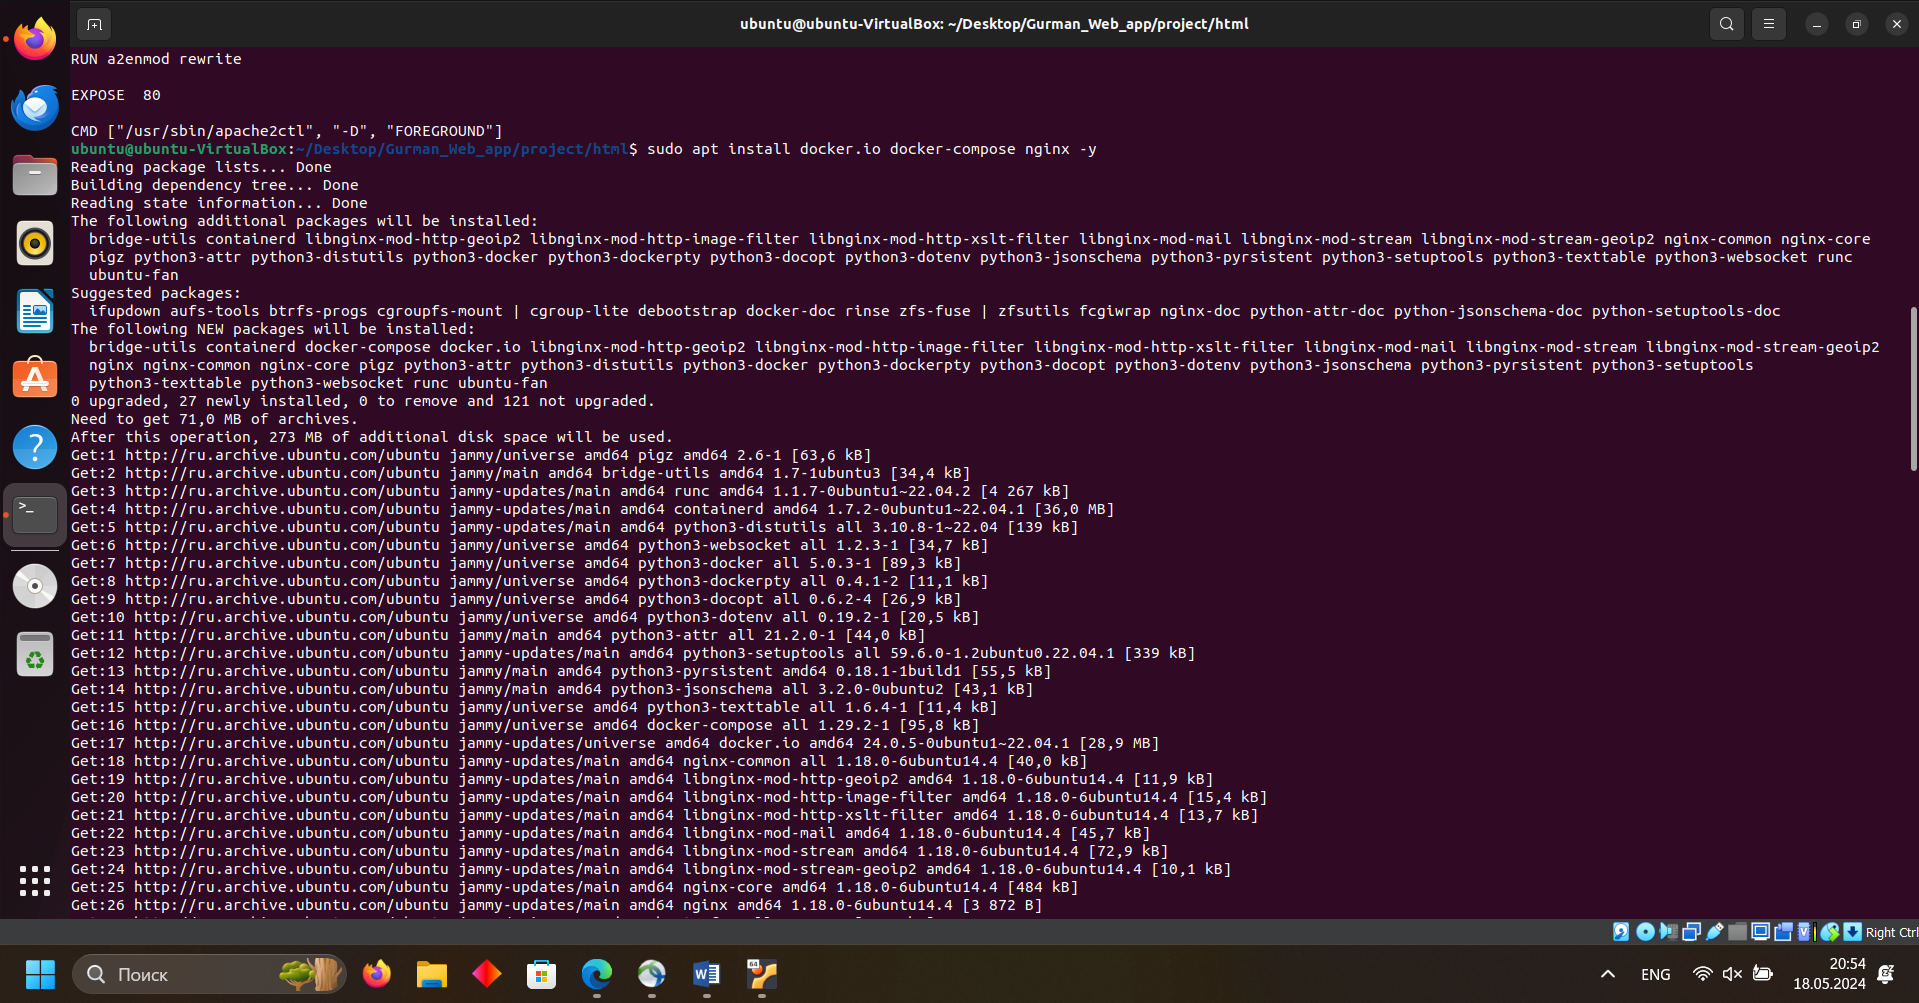 ubuntu@ubuntu-VirtualBox: ~/Desktop/Gurman_Web_app/project/html
RUN a2enmod rewrite
EXPOSE  80
CMD ["/usr/sbin/apache2ctl", "-D", "FOREGROUND"]
ubuntu@ubuntu-VirtualBox:~/Desktop/Gurman_Web_app/project/html$ sudo apt install docker.io docker-compose nginx -y
Reading package lists... Done
Building dependency tree... Done
Reading state information... Done
The following additional packages will be installed:
  bridge-utils containerd libnginx-mod-http-geoip2 libnginx-mod-http-image-filter libnginx-mod-http-xslt-filter libnginx-mod-mail libnginx-mod-stream libnginx-mod-stream-geoip2 nginx-common nginx-core
  pigz python3-attr python3-distutils python3-docker python3-dockerpty python3-docopt python3-dotenv python3-jsonschema python3-pyrsistent python3-setuptools python3-texttable python3-websocket runc
  ubuntu-fan
Suggested packages:
  ifupdown aufs-tools btrfs-progs cgroupfs-mount | cgroup-lite debootstrap docker-doc rinse zfs-fuse | zfsutils fcgiwrap nginx-doc python-attr-doc python-jsonschema-doc python-setuptools-doc
The following NEW packages will be installed:
  bridge-utils containerd docker-compose docker.io libnginx-mod-http-geoip2 libnginx-mod-http-image-filter libnginx-mod-http-xslt-filter libnginx-mod-mail libnginx-mod-stream libnginx-mod-stream-geoip2
  nginx nginx-common nginx-core pigz python3-attr python3-distutils python3-docker python3-dockerpty python3-docopt python3-dotenv python3-jsonschema python3-pyrsistent python3-setuptools
  python3-texttable python3-websocket runc ubuntu-fan
0 upgraded, 27 newly installed, 0 to remove and 121 not upgraded.
Need to get 71,0 MB of archives.
After this operation, 273 MB of additional disk space will be used.
Get:1 http://ru.archive.ubuntu.com/ubuntu jammy/universe amd64 pigz amd64 2.6-1 [63,6 kB]
Get:2 http://ru.archive.ubuntu.com/ubuntu jammy/main amd64 bridge-utils amd64 1.7-1ubuntu3 [34,4 kB]
Get:3 http://ru.archive.ubuntu.com/ubuntu jammy-updates/main amd64 runc amd64 1.1.7-0ubuntu1~22.04.2 [4 267 kB]
Get:4 http://ru.archive.ubuntu.com/ubuntu jammy-updates/main amd64 containerd amd64 1.7.2-0ubuntu1~22.04.1 [36,0 MB]
Get:5 http://ru.archive.ubuntu.com/ubuntu jammy-updates/main amd64 python3-distutils all 3.10.8-1~22.04 [139 kB]
Get:6 http://ru.archive.ubuntu.com/ubuntu jammy/universe amd64 python3-websocket all 1.2.3-1 [34,7 kB]
Get:7 http://ru.archive.ubuntu.com/ubuntu jammy/universe amd64 python3-docker all 5.0.3-1 [89,3 kB]
Get:8 http://ru.archive.ubuntu.com/ubuntu jammy/universe amd64 python3-dockerpty all 0.4.1-2 [11,1 kB]
Get:9 http://ru.archive.ubuntu.com/ubuntu jammy/universe amd64 python3-docopt all 0.6.2-4 [26,9 kB]
Get:10 http://ru.archive.ubuntu.com/ubuntu jammy/universe amd64 python3-dotenv all 0.19.2-1 [20,5 kB]
Get:11 http://ru.archive.ubuntu.com/ubuntu jammy/main amd64 python3-attr all 21.2.0-1 [44,0 kB]
Get:12 http://ru.archive.ubuntu.com/ubuntu jammy-updates/main amd64 python3-setuptools all 59.6.0-1.2ubuntu0.22.04.1 [339 kB]
Get:13 http://ru.archive.ubuntu.com/ubuntu jammy/main amd64 python3-pyrsistent amd64 0.18.1-1build1 [55,5 kB]
Get:14 http://ru.archive.ubuntu.com/ubuntu jammy/main amd64 python3-jsonschema all 3.2.0-0ubuntu2 [43,1 kB]
Get:15 http://ru.archive.ubuntu.com/ubuntu jammy/universe amd64 python3-texttable all 1.6.4-1 [11,4 kB]
Get:16 http://ru.archive.ubuntu.com/ubuntu jammy/universe amd64 docker-compose all 1.29.2-1 [95,8 kB]
Get:17 http://ru.archive.ubuntu.com/ubuntu jammy-updates/universe amd64 docker.io amd64 24.0.5-0ubuntu1~22.04.1 [28,9 MB]
Get:18 http://ru.archive.ubuntu.com/ubuntu jammy-updates/main amd64 nginx-common all 1.18.0-6ubuntu14.4 [40,0 kB]
Get:19 http://ru.archive.ubuntu.com/ubuntu jammy-updates/main amd64 libnginx-mod-http-geoip2 amd64 1.18.0-6ubuntu14.4 [11,9 kB]
Get:20 http://ru.archive.ubuntu.com/ubuntu jammy-updates/main amd64 libnginx-mod-http-image-filter amd64 1.18.0-6ubuntu14.4 [15,4 kB]
Get:21 http://ru.archive.ubuntu.com/ubuntu jammy-updates/main amd64 libnginx-mod-http-xslt-filter amd64 1.18.0-6ubuntu14.4 [13,7 kB]
Get:22 http://ru.archive.ubuntu.com/ubuntu jammy-updates/main amd64 libnginx-mod-mail amd64 1.18.0-6ubuntu14.4 [45,7 kB]
Get:23 http://ru.archive.ubuntu.com/ubuntu jammy-updates/main amd64 libnginx-mod-stream amd64 1.18.0-6ubuntu14.4 [72,9 kB]
Get:24 http://ru.archive.ubuntu.com/ubuntu jammy-updates/main amd64 libnginx-mod-stream-geoip2 amd64 1.18.0-6ubuntu14.4 [10,1 kB]
Get:25 http://ru.archive.ubuntu.com/ubuntu jammy-updates/main amd64 nginx-core amd64 1.18.0-6ubuntu14.4 [484 kB]
Get:26 http://ru.archive.ubuntu.com/ubuntu jammy-updates/main amd64 nginx amd64 1.18.0-6ubuntu14.4 [3 872 B]
Right Ctrl
Поиск
64
ENG
20:54
18.05.2024